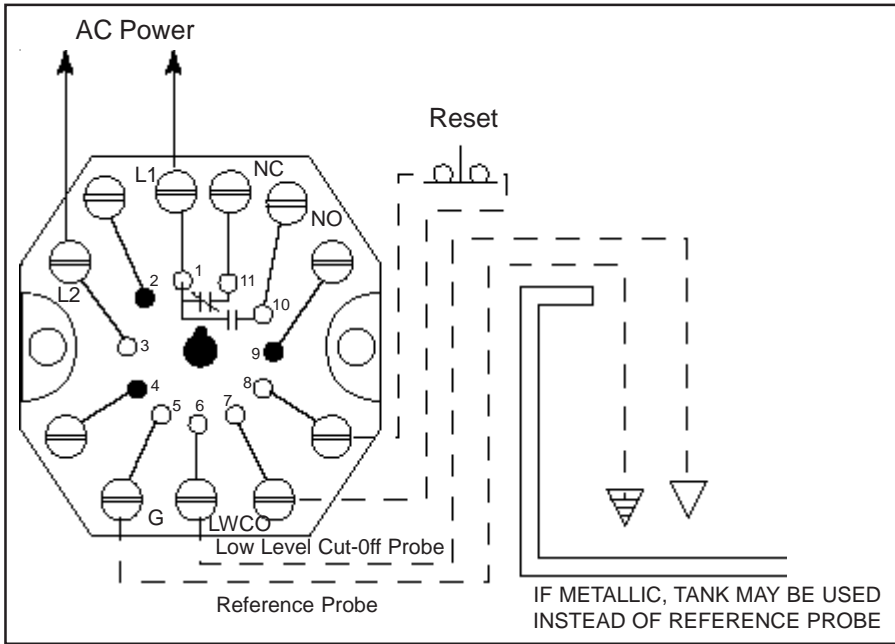 AC Power
Reset
L1
NC
NO
L2
1
11
2
10
3
9
4
8
5
6
7
G
LWCO
Low Level Cut-0ff Probe
Reference Probe
IF METALLIC, TANK MAY BE USED
INSTEAD OF REFERENCE PROBE